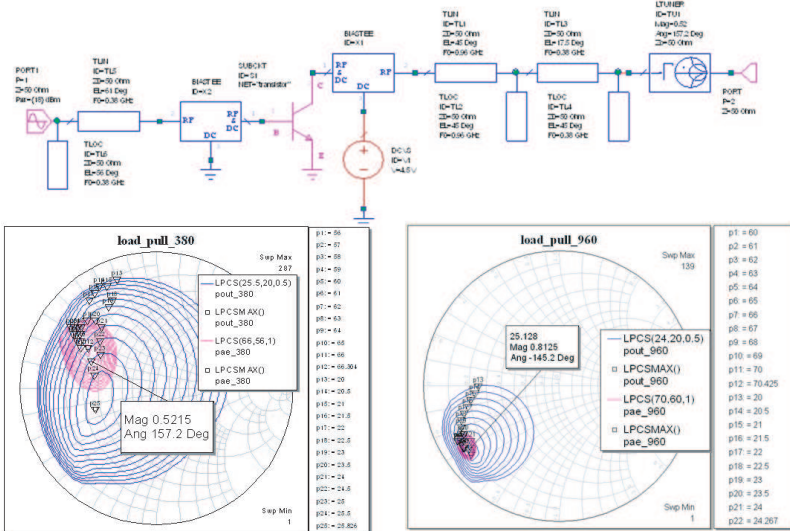 LTUNER
ID=TU1
Mag=0.52
Ang=157.2 Deg
Z0=50 Ohm
BIASTEE
ID=X1
TLIN
ID=TL1
Z0=50 Ohm
EL=45 Deg
F0=0.96 GHz
TLIN
ID=TL3
Z0=50 Ohm
EL=17.5 Deg
F0=0.38 GHz
PORT1
P=1
Z=50 Ohm
Pwr={18} dBm
TLIN
ID=TL5
Z0=50 Ohm
EL=61 Deg
F0=0.38 GHz
BIASTEE
ID=X2
SUBCKT
ID=S1
NET="transistor"
RF
& DC
RF
DC
RF
RF
& DC
DC
C
B
E
TLOC
ID=TL2
Z0=50 Ohm
EL=45 Deg
F0=0.96 GHz
TLOC
ID=TL4
Z0=50 Ohm
EL=45 Deg
F0=0.38 GHz
PORT
P=2
Z=50 Ohm
TLOC
ID=TL6
Z0=50 Ohm
EL=56 Deg
F0=0.38 GHz
DCVS
ID=V1
V=4.5 V
load_pull_380
Swp Max
287
LPCS(25.5,20,0.5)
pout_380
LPCSMAX()
pout_380
LPCS(66,56,1)
pae_380
LPCSMAX()
pae_380
Mag 0.5215
Ang 157.2 Deg
Swp Min
1
p1: = 56
p2: = 57
p3: = 58
p4: = 59
p5: = 60
p6: = 61
p7: = 62
p8: = 63
p9: = 64
p10: = 65
p11: = 66
p12: = 66.304
p13: = 20
p14: = 20.5
p15: = 21
p16: = 21.5
p17: = 22
p18: = 22.5
p19: = 23
p20: = 23.5
p21: = 24
p22: = 24.5
p23: = 25
p24: = 25.5
p25: = 25.826
load_pull_960
Swp Max
139
25.128
Mag 0.8125
Ang -145.2 Deg
LPCS(24,20,0.5)
pout_960
LPCSMAX()
pout_960
LPCS(70,60,1)
pae_960
LPCSMAX()
pae_960
Swp Min
1
p1: = 60
p2: = 61
p3: = 62
p4: = 63
p5: = 64
p6: = 65
p7: = 66
p8: = 67
p9: = 68
p10: = 69
p11: = 70
p12: = 70.425
p13: = 20
p14: = 20.5
p15: = 21
p16: = 21.5
p17: = 22
p18: = 22.5
p19: = 23
p20: = 23.5
p21: = 24
p22: = 24.267